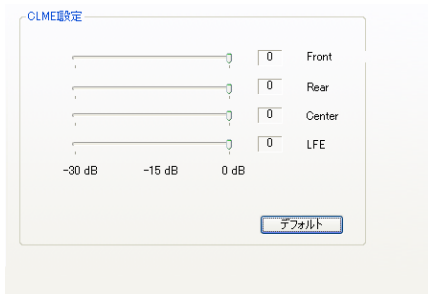 CLMEI設定
0 Front
0 Rear
0 Center
0 LFE
-30 dB -15 dB 0 dB
デフォルト